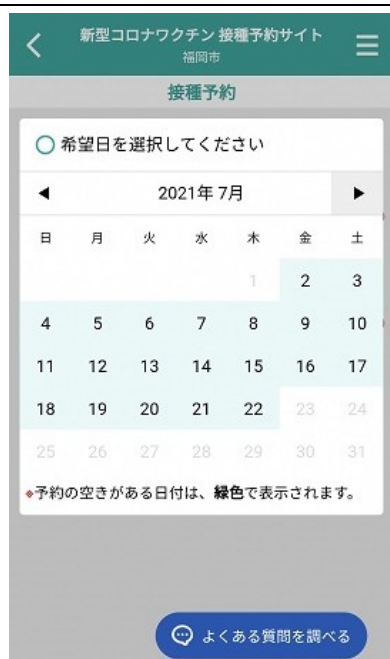 新型コロナワクチン 接種予約サイト
福岡市
接種予約
希望日を選択してください
◀ 2021年 7月 ▶
日 月 火 水 木 金 土
1 2 3
4 5 6 7 8 9 10
11 12 13 14 15 16 17
18 19 20 21 22 23 24
25 26 27 28 29 30 31
※予約の空きがある日付は、緑色で表示されます。
よくある質問を調べる